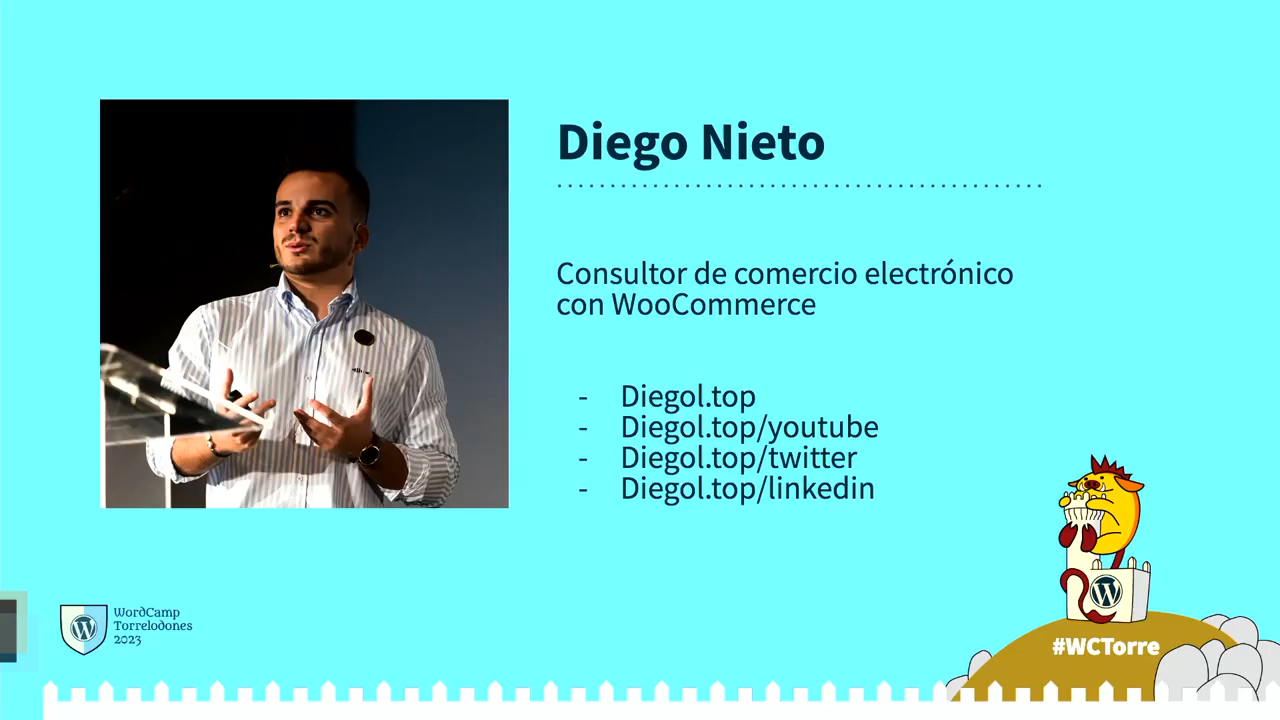 Diego Nieto
Consultor de comercio electrónico
con WooCommerce
- Diegol.top
- Diegol.top/youtube
- Diegol.top/twitter
- Diegol.top/linkedin
WordCamp
Torrelodones
2023
#WCTorre